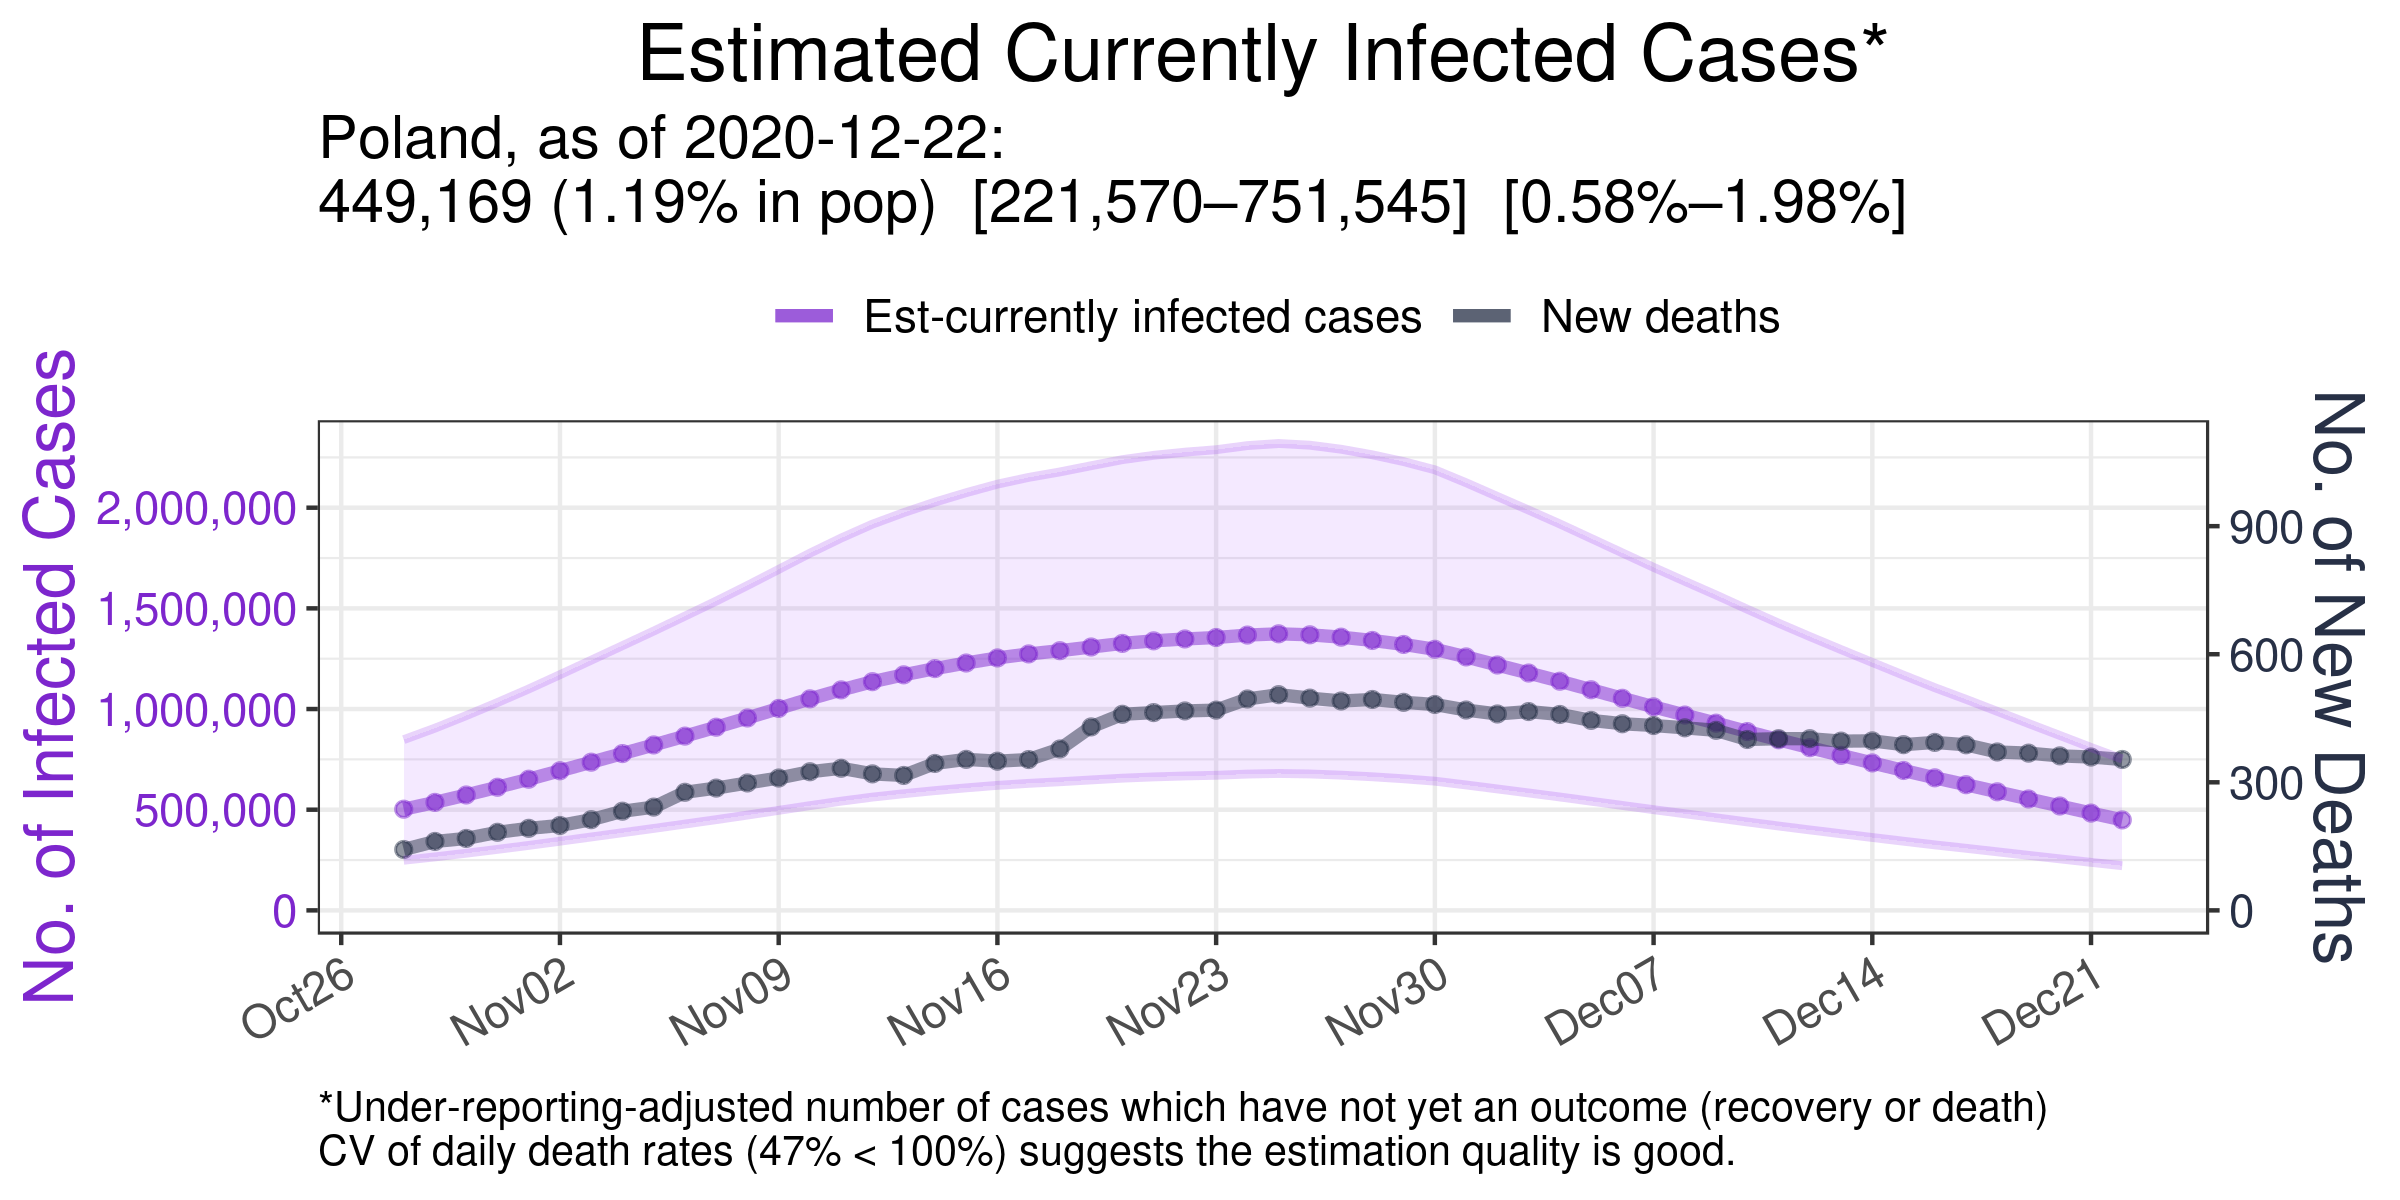 Estimated Currently Infected Cases*
Poland, as of 2020-12-22:
449,169 (1.19% in pop)  [221,570–751,545]  [0.58%–1.98%]
Est-currently infected cases
New deaths
No. of Infected Cases
2,000,000
1,500,000
1,000,000
500,000
0
No. of New Deaths
900
600
300
0
Oct26
Nov02
Nov09
Nov16
Nov23
Nov30
Dec07
Dec14
Dec21
*Under-reporting-adjusted number of cases which have not yet an outcome (recovery or death)
CV of daily death rates (47% < 100%) suggests the estimation quality is good.